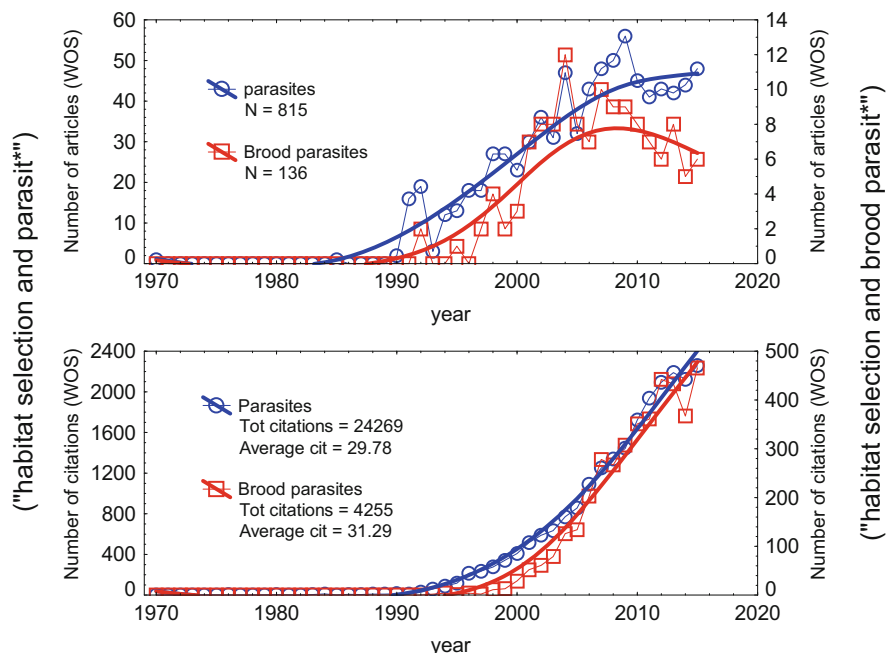 ("habitat selection and parasit*")
Number of articles (WOS)
60
50
40
30
20
10
0
parasites
N = 815
Brood parasites
N = 136
14
12
10
8
6
4
2
0
Number of articles (WOS)
1970 1980 1990 2000 2010 2020
year
Number of citations (WOS)
2400
2000
1600
1200
800
400
0
Parasites
Tot citations = 24269
Average cit = 29.78
Brood parasites
Tot citations = 4255
Average cit = 31.29
500
400
300
200
100
0
Number of citations (WOS)
1970 1980 1990 2000 2010 2020
year
("habitat selection and brood parasit*")